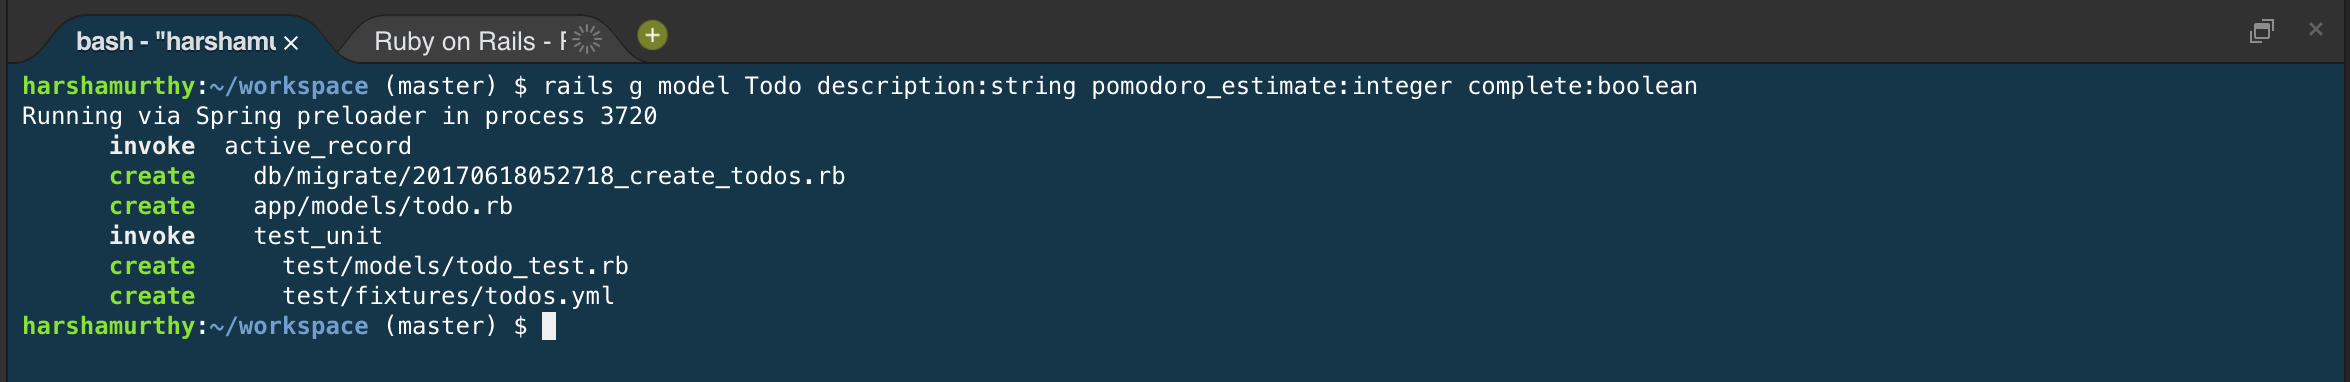 bash - "harshamu ×
Ruby on Rails - 
harshamurthy:~/workspace (master) $ rails g model Todo description:string pomodoro_estimate:integer complete:boolean
Running via Spring preloader in process 3720
invoke active_record
create db/migrate/20170618052718_create_todos.rb
create app/models/todo.rb
invoke test_unit
create test/models/todo_test.rb
create test/fixtures/todos.yml
harshamurthy:~/workspace (master) $